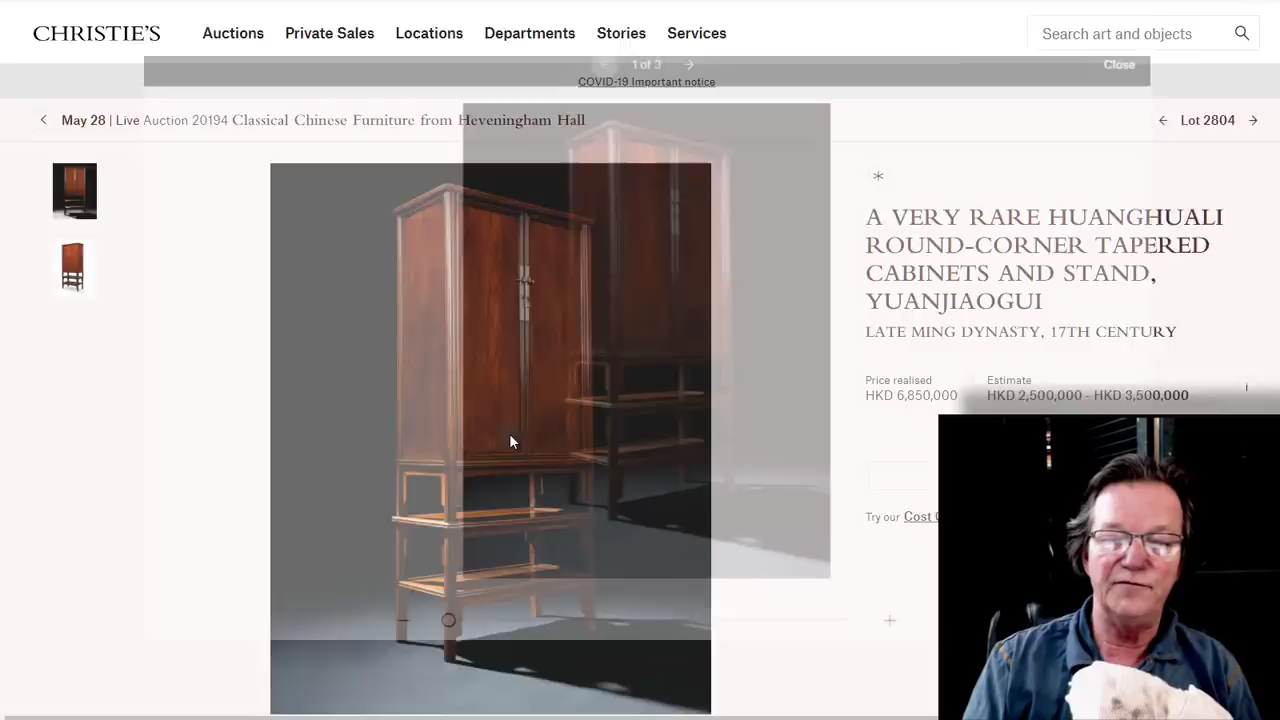 CHRISTIE'S
Auctions Private Sales Locations Departments Stories Services
Search art and objects
1 of 3
Close
COVID-19 Important notice
May 28 | Live Auction 20194 Classical Chinese Furniture from Heveningham Hall
Lot 2804
A VERY RARE HUANGHUALI
ROUND-CORNER TAPERED
CABINETS AND STAND,
YUANJIAOGUI
LATE MING DYNASTY, 17TH CENTURY
Price realised
Estimate
HKD 6,850,000
HKD 2,500,000 - HKD 3,500,000
Try our Cost